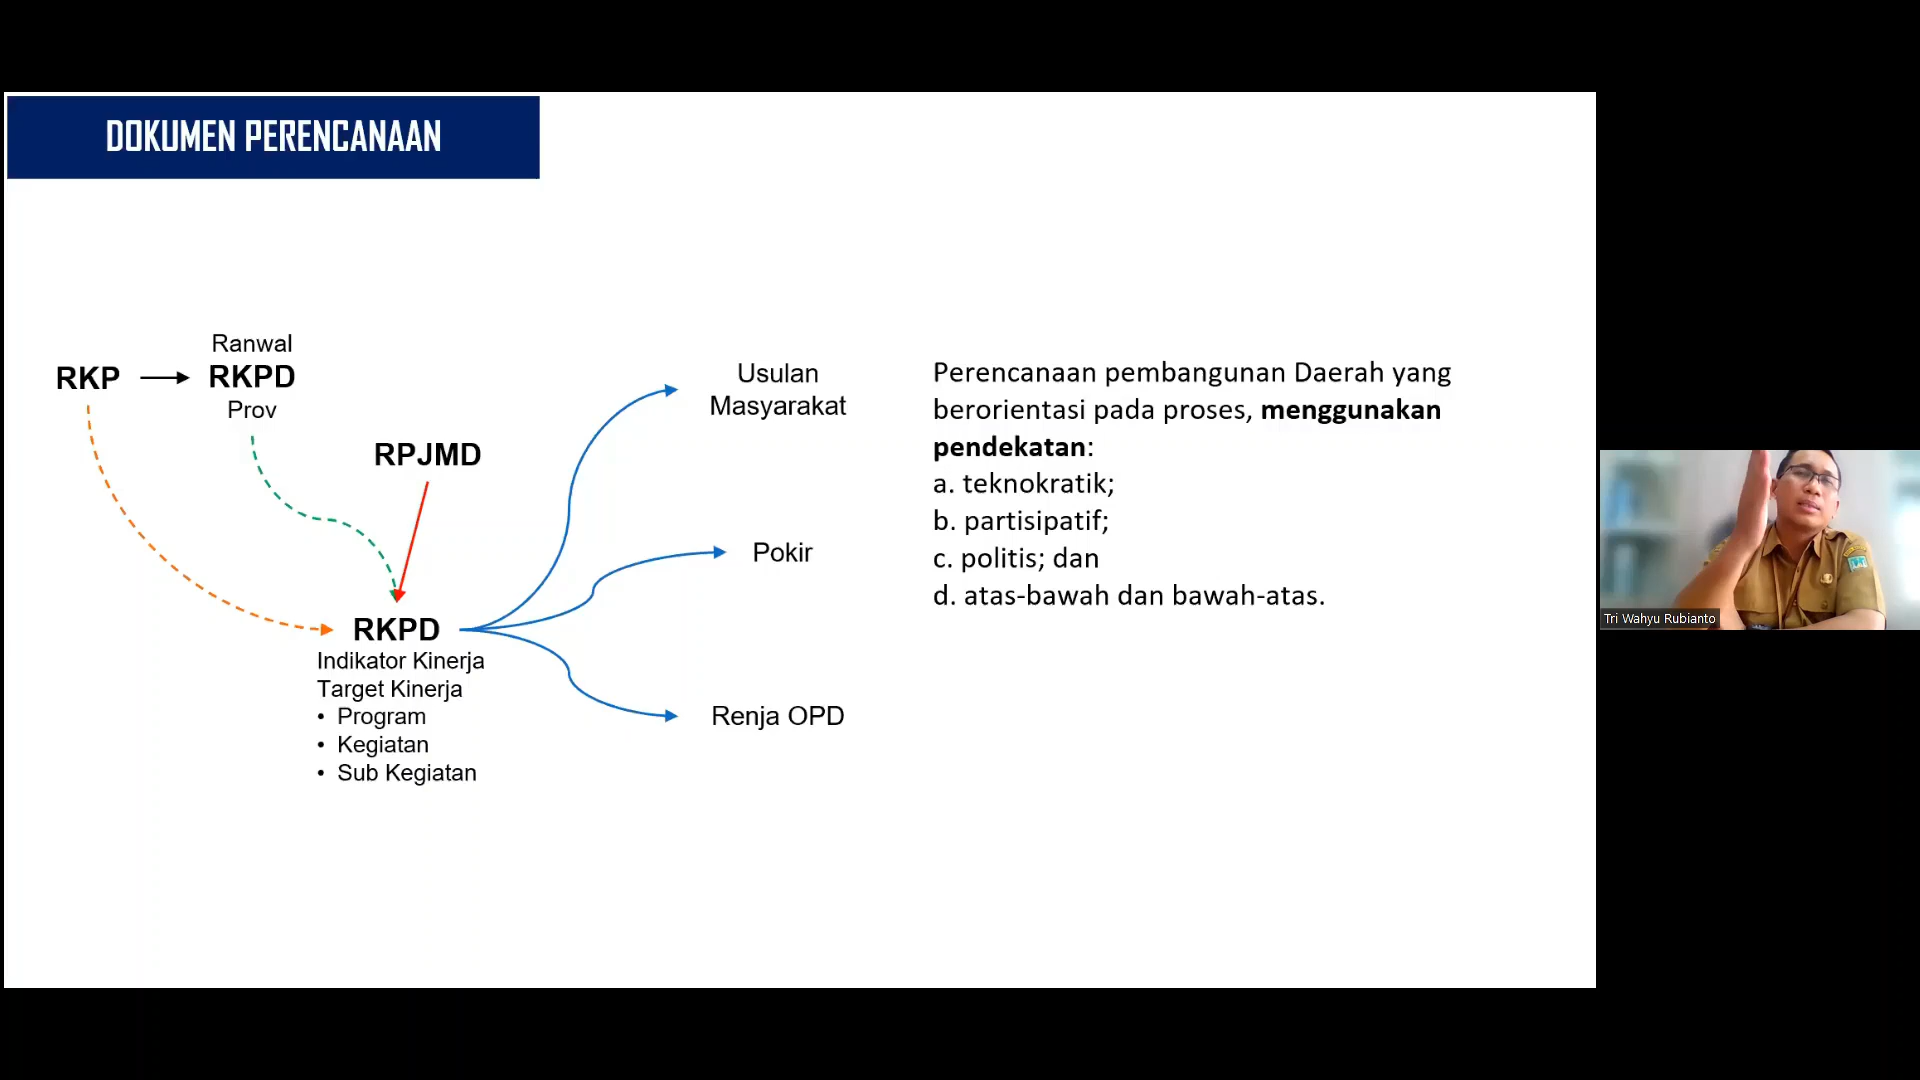 DOKUMEN PERENCANAAN
Ranwal
RKP
RKPD
Prov
RPJMD
RKPD
Indikator Kinerja
Target Kinerja
• Program
• Kegiatan
• Sub Kegiatan
Usulan
Masyarakat
Pokir
Renja OPD
Perencanaan pembangunan Daerah yang
berorientasi pada proses, menggunakan
pendekatan:
a. teknokratik;
b. partisipatif;
c. politis; dan
d. atas-bawah dan bawah-atas.
Tri Wahyu Rubianto